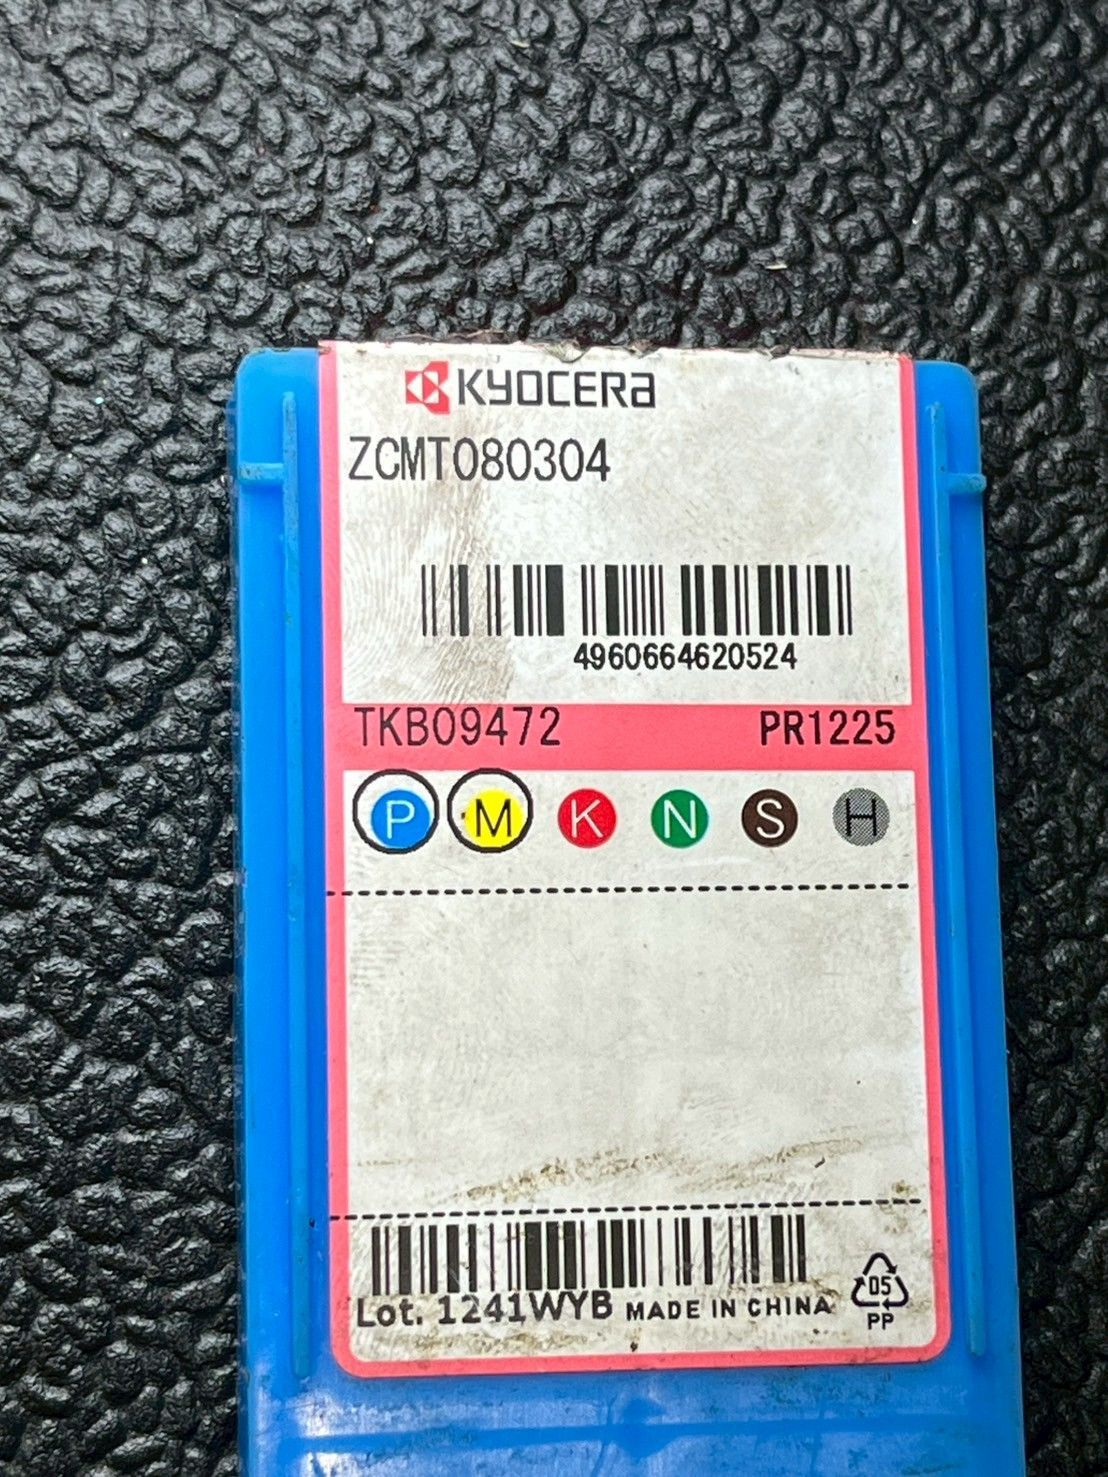 KYOCERA
ZCMT080304
4960664620524
TKB09472 PR1225
P M K N S H
Lot. 1241WYB MADE IN CHINA
05
PP